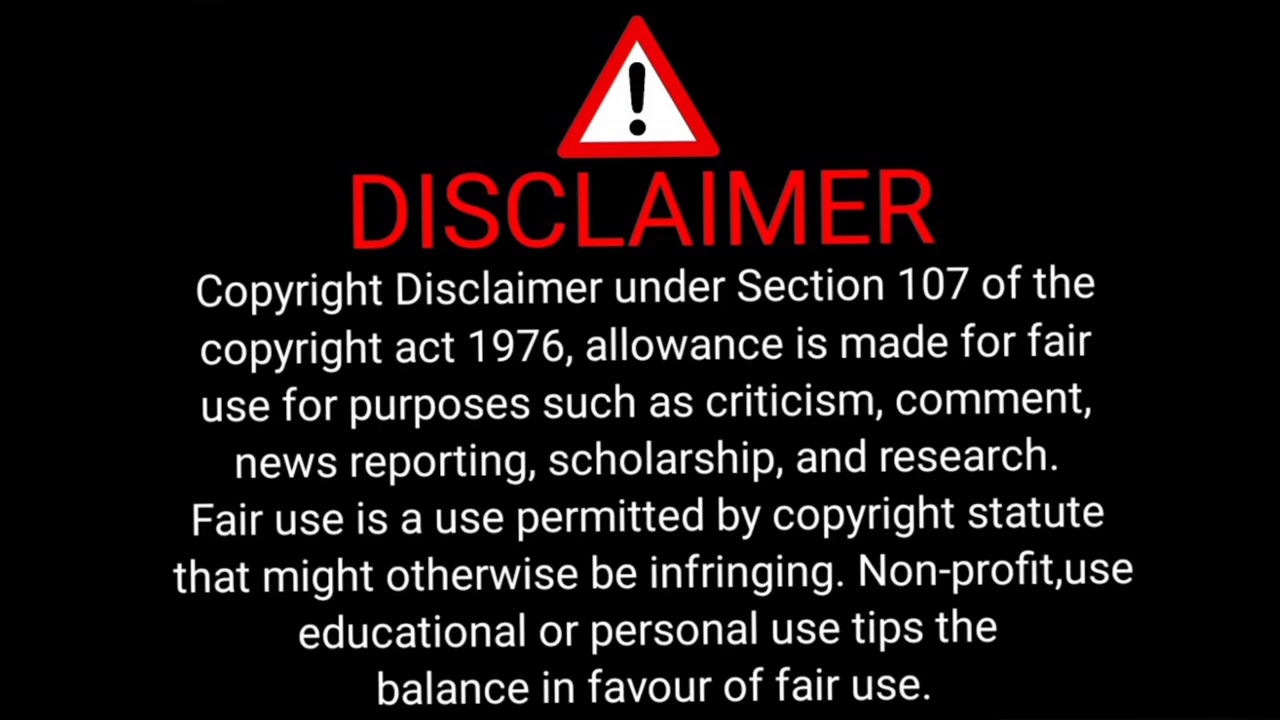 DISCLAIMER
Copyright Disclaimer under Section 107 of the
copyright act 1976, allowance is made for fair
use for purposes such as criticism, comment,
news reporting, scholarship, and research.
Fair use is a use permitted by copyright statute
that might otherwise be infringing. Non-profit,use
educational or personal use tips the
balance in favour of fair use.